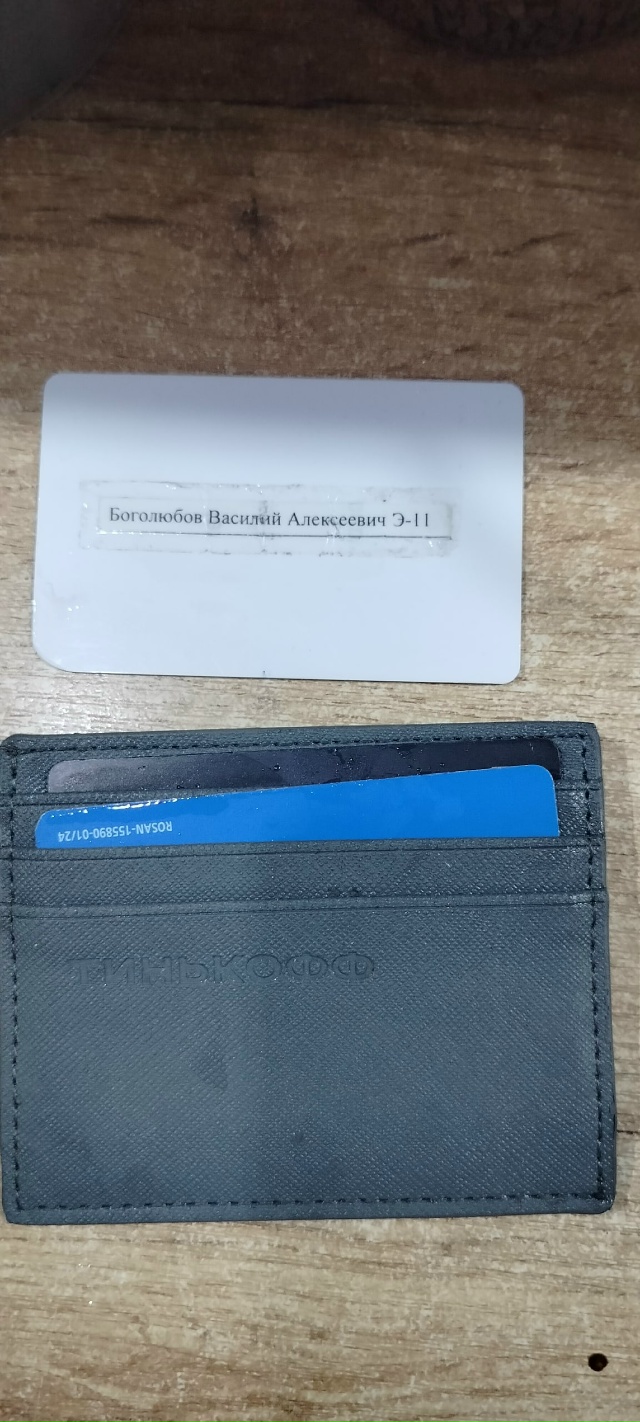 Боголюбов Василий Алексеевич Э-11
ROSAN-155890-01/24
ТИНЬКОФФ